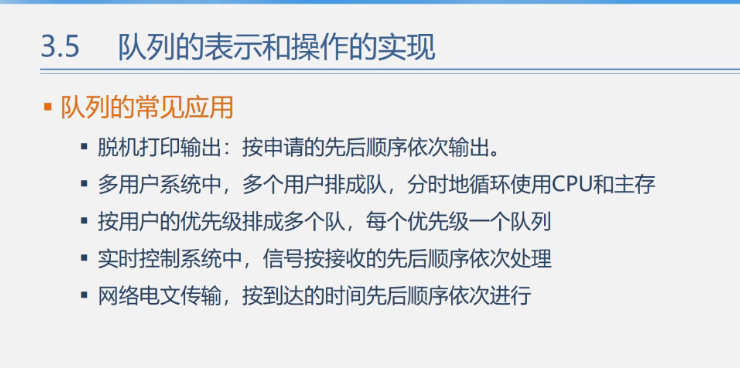 3.5 队列的表示和操作的实现
▪ 队列的常见应用
▪ 脱机打印输出：按申请的先后顺序依次输出。
▪ 多用户系统中，多个用户排成队，分时地循环使用CPU和主存
▪ 按用户的优先级排成多个队，每个优先级一个队列
▪ 实时控制系统中，信号按接收的先后顺序依次处理
▪ 网络电文传输，按到达的时间先后顺序依次进行